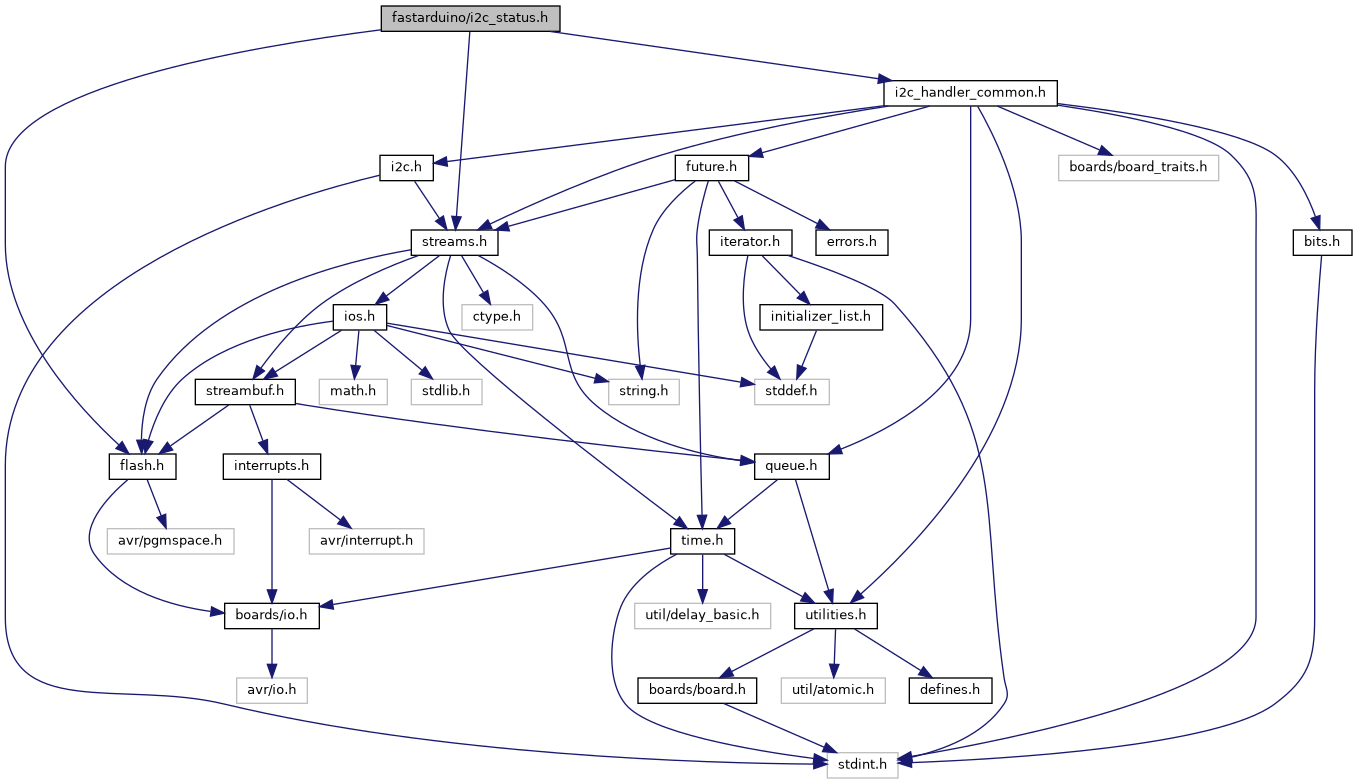 fastarduino/i2c_status.h
i2c_handler_common.h
i2c.h
future.h
boards/board_traits.h
streams.h
iterator.h
errors.h
bits.h
ios.h
ctype.h
initializer_list.h
streambuf.h
math.h
stdlib.h
string.h
stddef.h
flash.h
interrupts.h
queue.h
avr/pgmspace.h
avr/interrupt.h
time.h
boards/io.h
util/delay_basic.h
utilities.h
avr/io.h
boards/board.h
util/atomic.h
defines.h
stdint.h